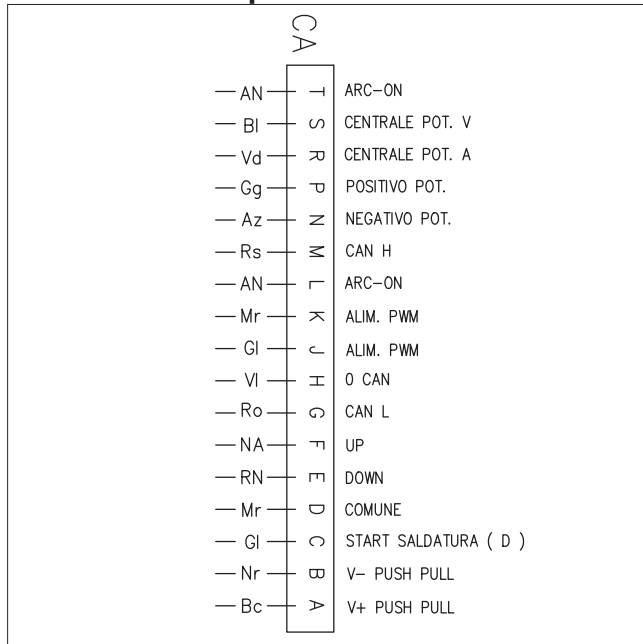 CA
AN T ARC-ON
Bl S CENTRALE POT. V
Vd R CENTRALE POT. A
Gg P POSITIVO POT.
Az N NEGATIVO POT.
Rs M CAN H
AN L ARC-ON
Mr K ALIM. PWM
Gl J ALIM. PWM
Vl H 0 CAN
Ro G CAN L
NA F UP
RN E DOWN
Mr D COMUNE
Gl C START SALDATURA ( D )
Nr B V- PUSH PULL
Bc A V+ PUSH PULL